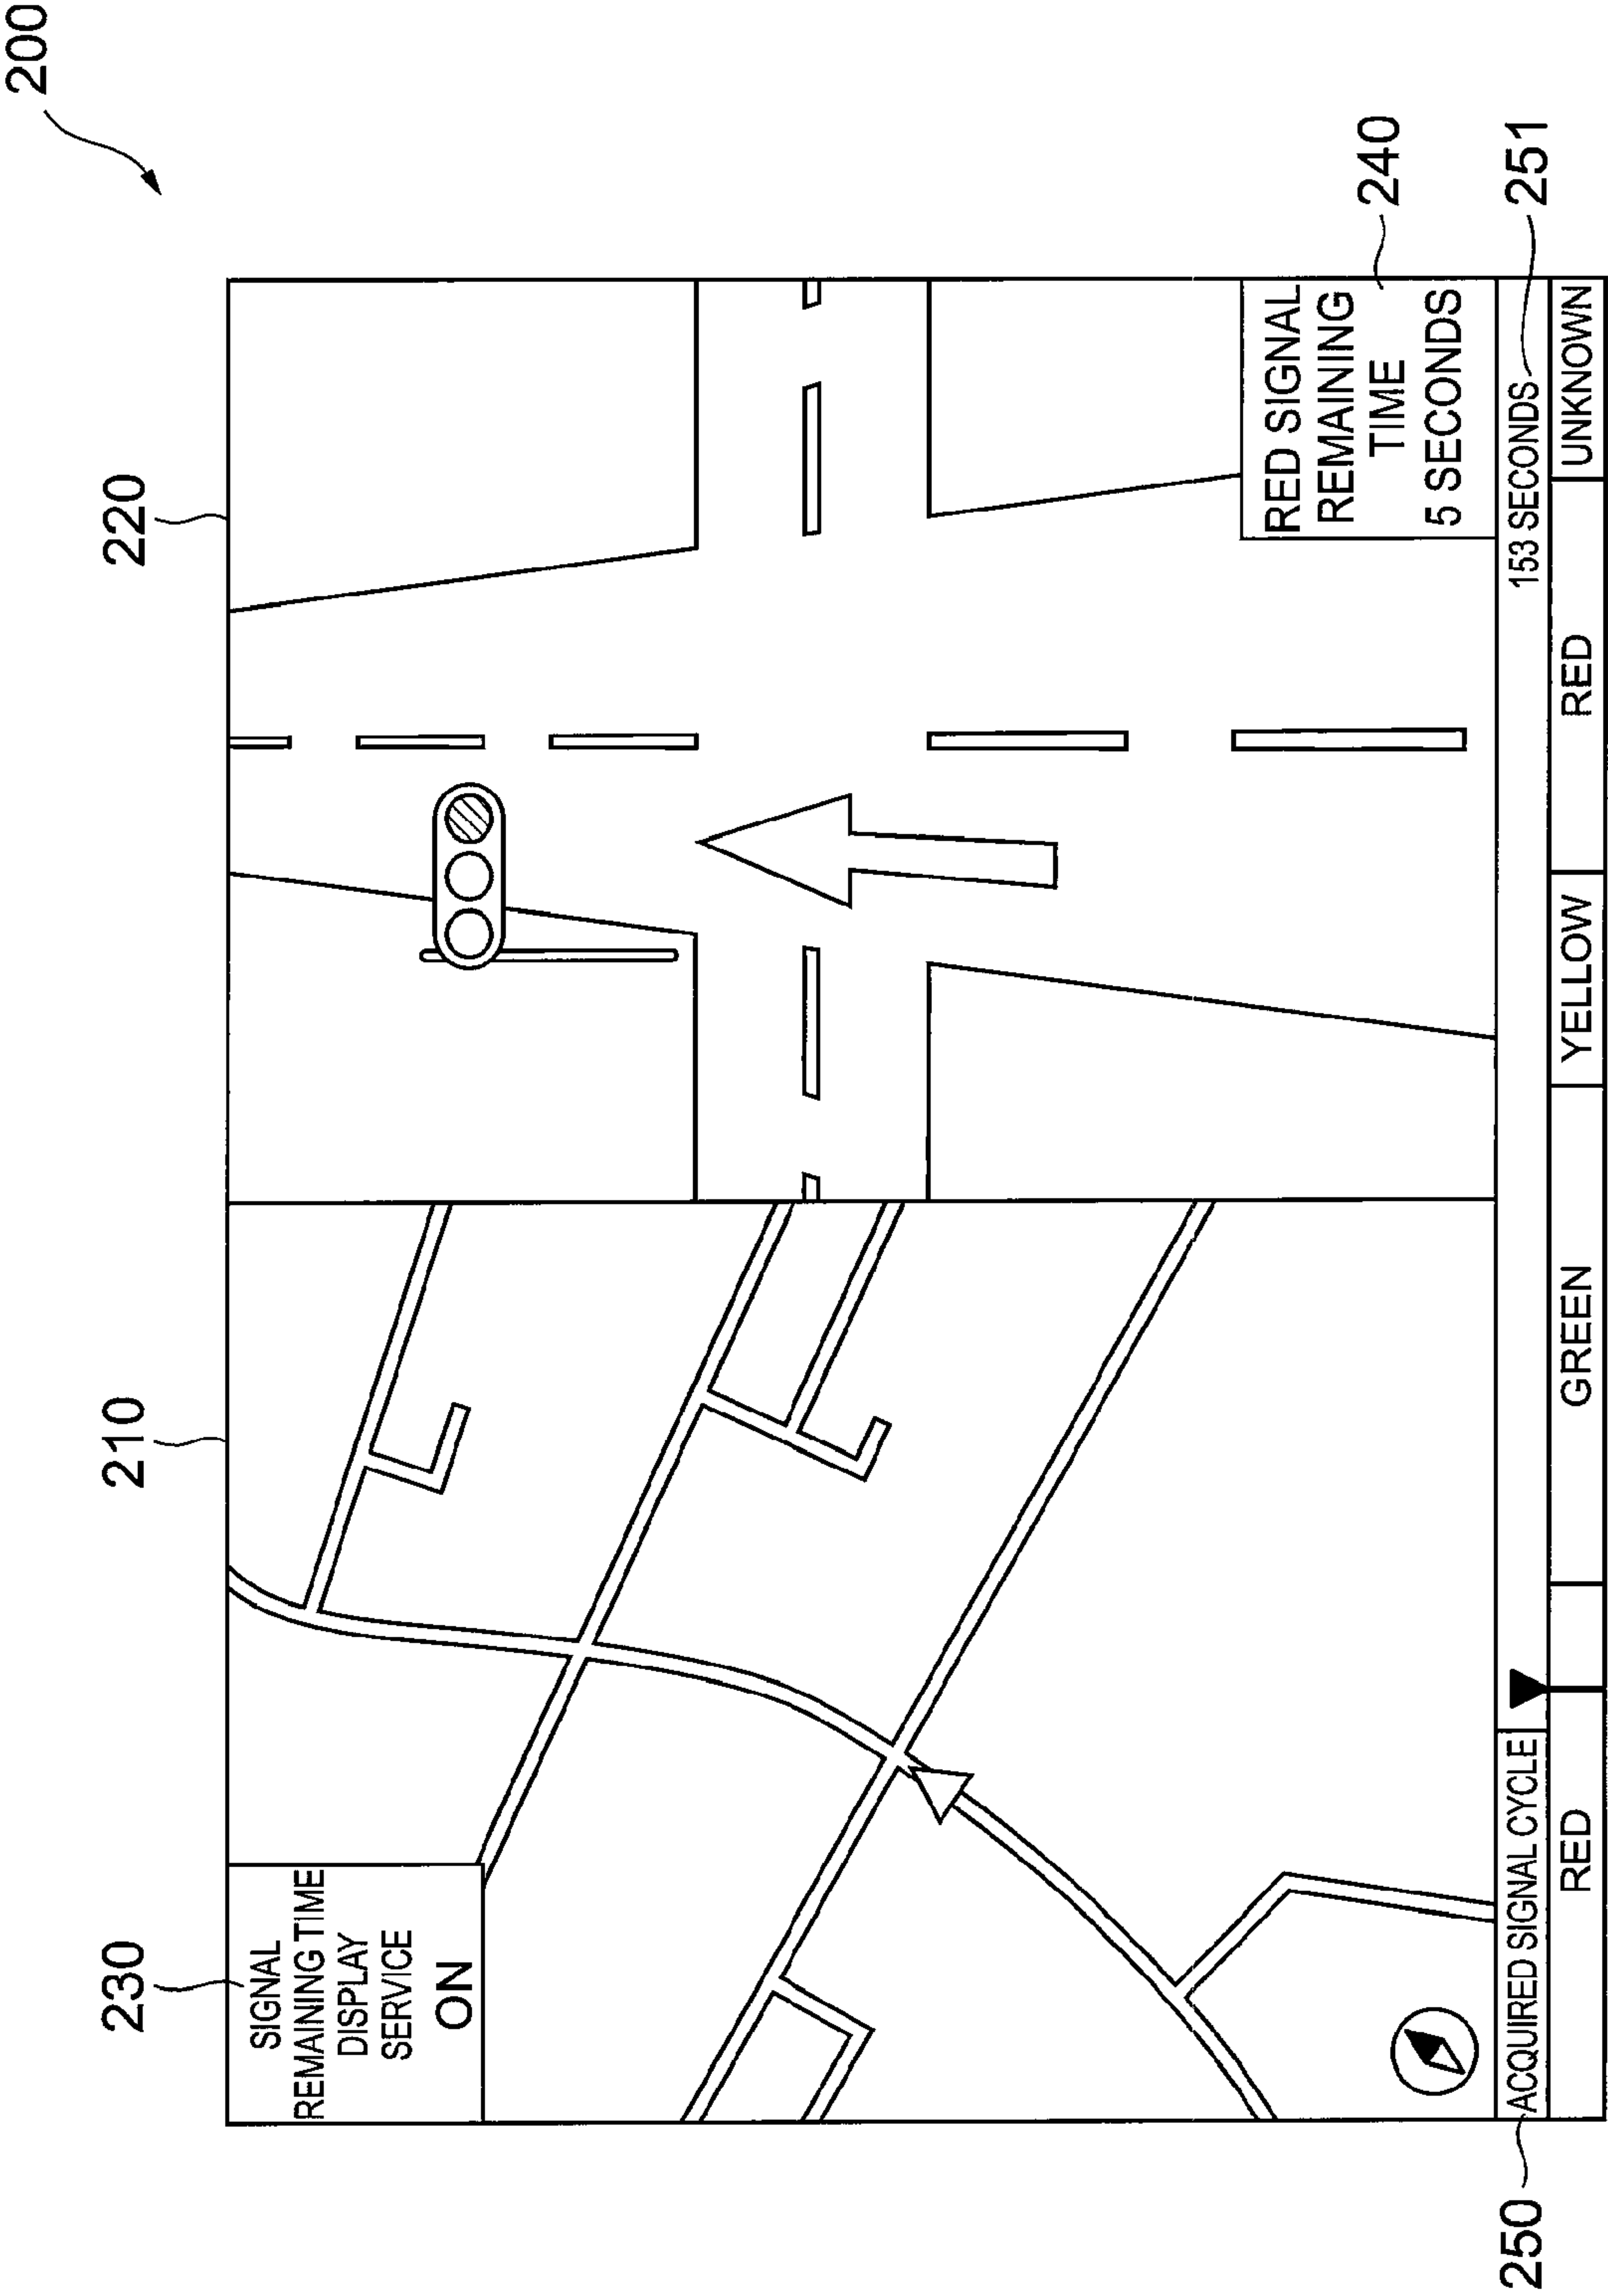 200
230
210
220
SIGNAL
REMAINING TIME
DISPLAY
SERVICE
ON
RED SIGNAL
REMAINING
TIME
5 SECONDS
240
250
ACQUIRED SIGNAL CYCLE
153 SECONDS
251
RED
GREEN
YELLOW
RED
UNKNOWN